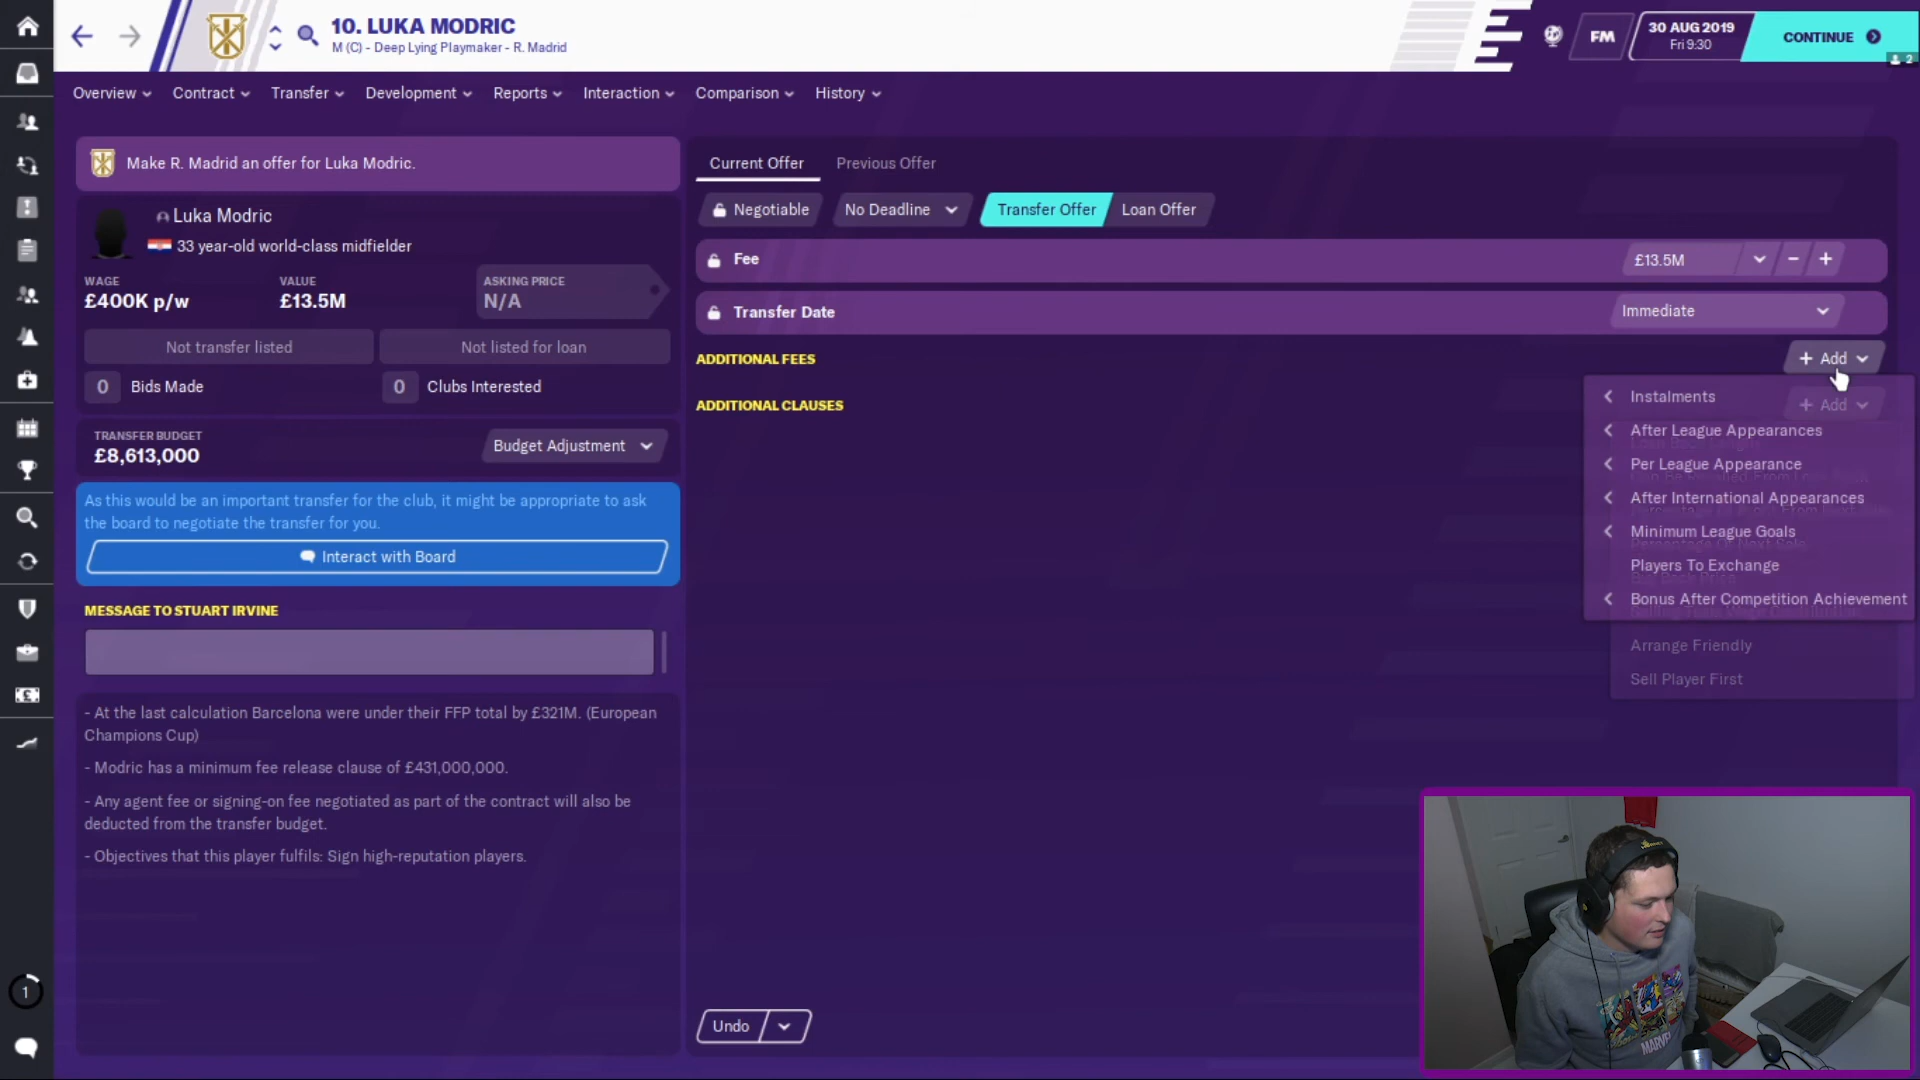 10. LUKA MODRIC
M (C) - Deep Lying Playmaker - R. Madrid
FM
30 AUG 2019
Fri 9:30
CONTINUE
2
Overview
Contract
Transfer
Development
Reports
Interaction
Comparison
History
Make R. Madrid an offer for Luka Modric.
Luka Modric
33 year-old world-class midfielder
WAGE
£400K p/w
VALUE
£13.5M
ASKING PRICE
N/A
Not transfer listed
Not listed for loan
0 Bids Made
0 Clubs Interested
TRANSFER BUDGET
£8,613,000
Budget Adjustment
As this would be an important transfer for the club, it might be appropriate to ask
the board to negotiate the transfer for you.
Interact with Board
MESSAGE TO STUART IRVINE
- At the last calculation Barcelona were under their FFP total by £321M. (European
Champions Cup)
- Modric has a minimum fee release clause of £431,000,000.
- Any agent fee or signing-on fee negotiated as part of the contract will also be
deducted from the transfer budget.
- Objectives that this player fulfils: Sign high-reputation players.
Current Offer
Previous Offer
Negotiable
No Deadline
Transfer Offer
Loan Offer
Fee
£13.5M
Transfer Date
Immediate
ADDITIONAL FEES
+ Add
ADDITIONAL CLAUSES
+ Add
Instalments
After League Appearances
Per League Appearance
After International Appearances
Minimum League Goals
Players To Exchange
Bonus After Competition Achievement
Arrange Friendly
Sell Player First
Undo
1
MARVEL